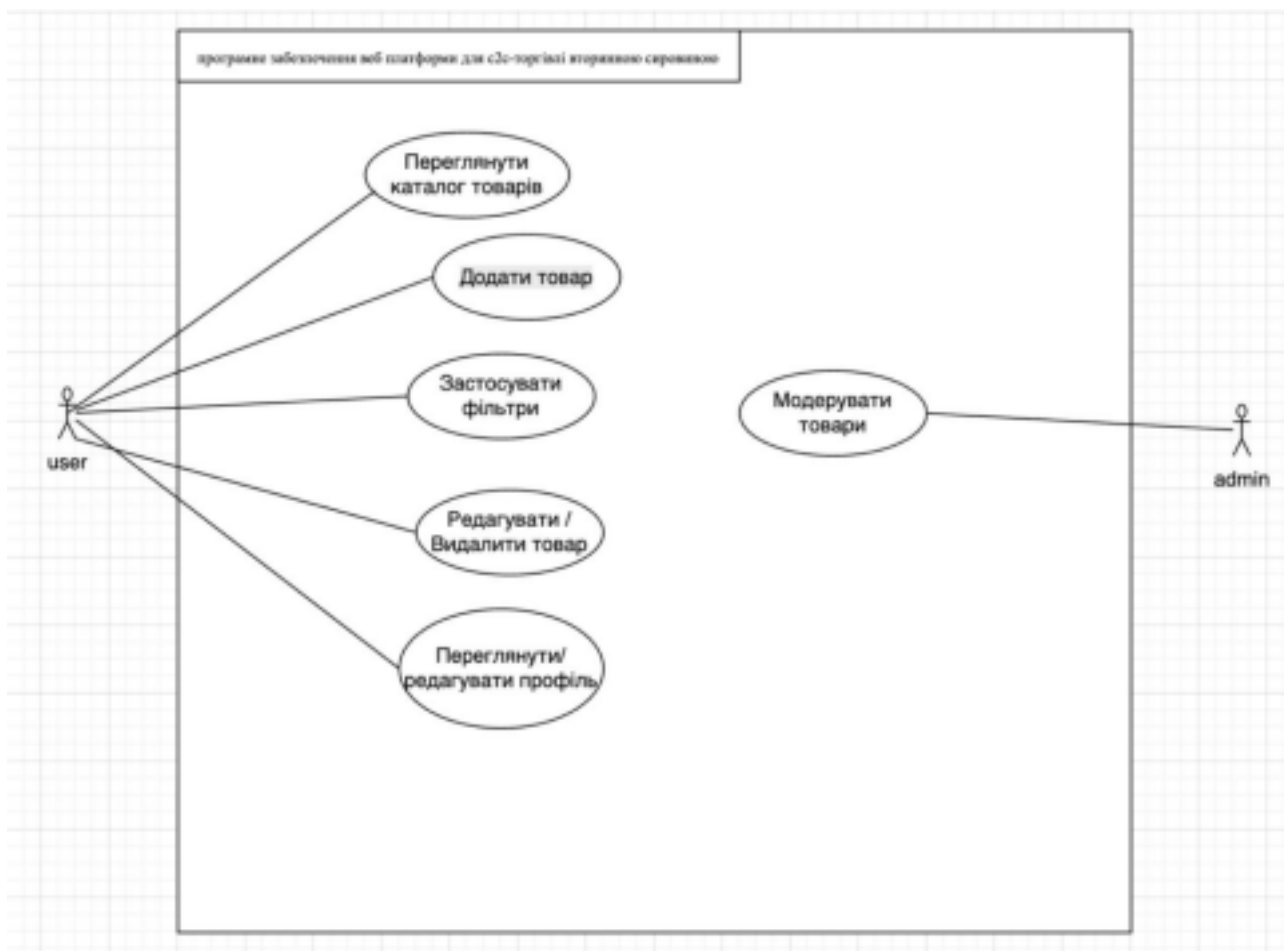 програмне забезпечення веб платформи для c2c-торгівлі вторинною сировиною
Переглянути
каталог товарів
Додати товар
Застосувати
фільтри
Редагувати /
Видалити товар
Переглянути/
редагувати профіль
user
Модерувати
товари
admin